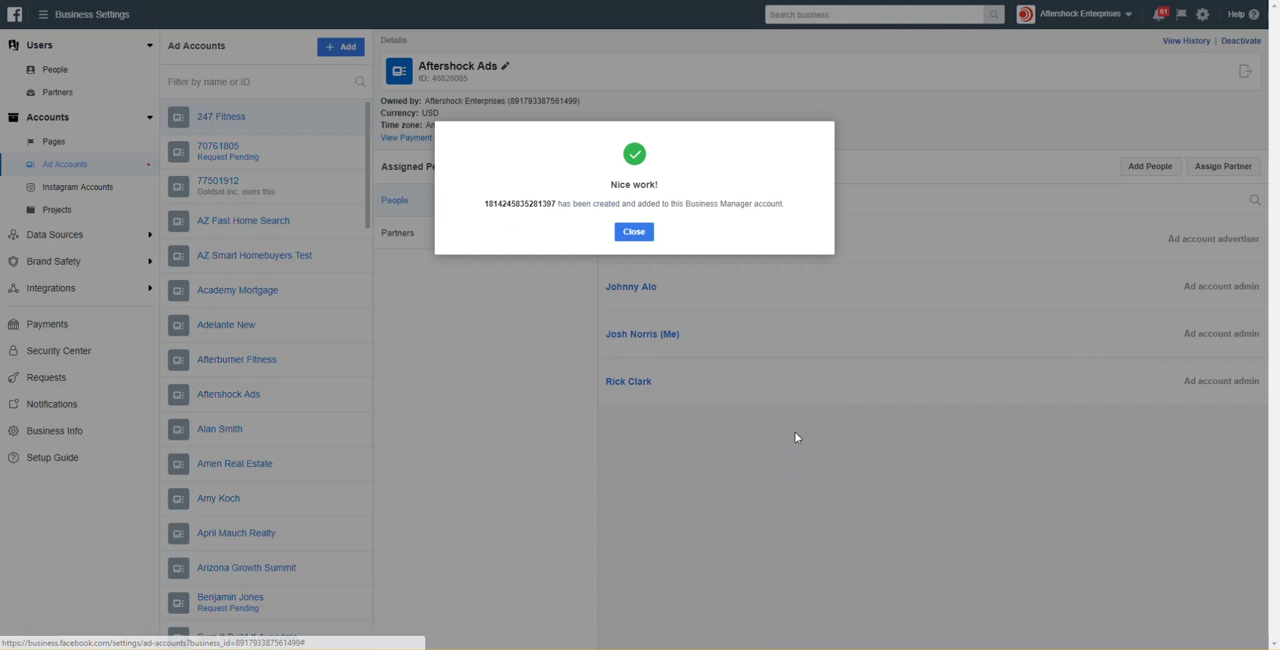 Business Settings
Search business
Aftershock Enterprises
61
Help
Users
People
Partners
Accounts
Pages
Ad Accounts
Instagram Accounts
Projects
Data Sources
Brand Safety
Integrations
Payments
Security Center
Requests
Notifications
Business Info
Setup Guide
Ad Accounts
+ Add
Filter by name or ID
247 Fitness
70761805
Request Pending
77501912
Goldsol Inc. owns this
AZ Fast Home Search
AZ Smart Homebuyers Test
Academy Mortgage
Adelante New
Afterburner Fitness
Aftershock Ads
Alan Smith
Amen Real Estate
Amy Koch
April Mauch Realty
Arizona Growth Summit
Benjamin Jones
Request Pending
Details
View History | Deactivate
Aftershock Ads
ID: 46826085
Owned by: Aftershock Enterprises (891793387561499)
Currency: USD
Time zone:
View Payment
Assigned
Add People
Assign Partner
People
Partners
Nice work!
1814245835281397 has been created and added to this Business Manager account.
Close
Ad account advertiser
Johnny Alo
Ad account admin
Josh Norris (Me)
Ad account admin
Rick Clark
Ad account admin
https://business.facebook.com/settings/ad-accounts?business_id=891793387561499#